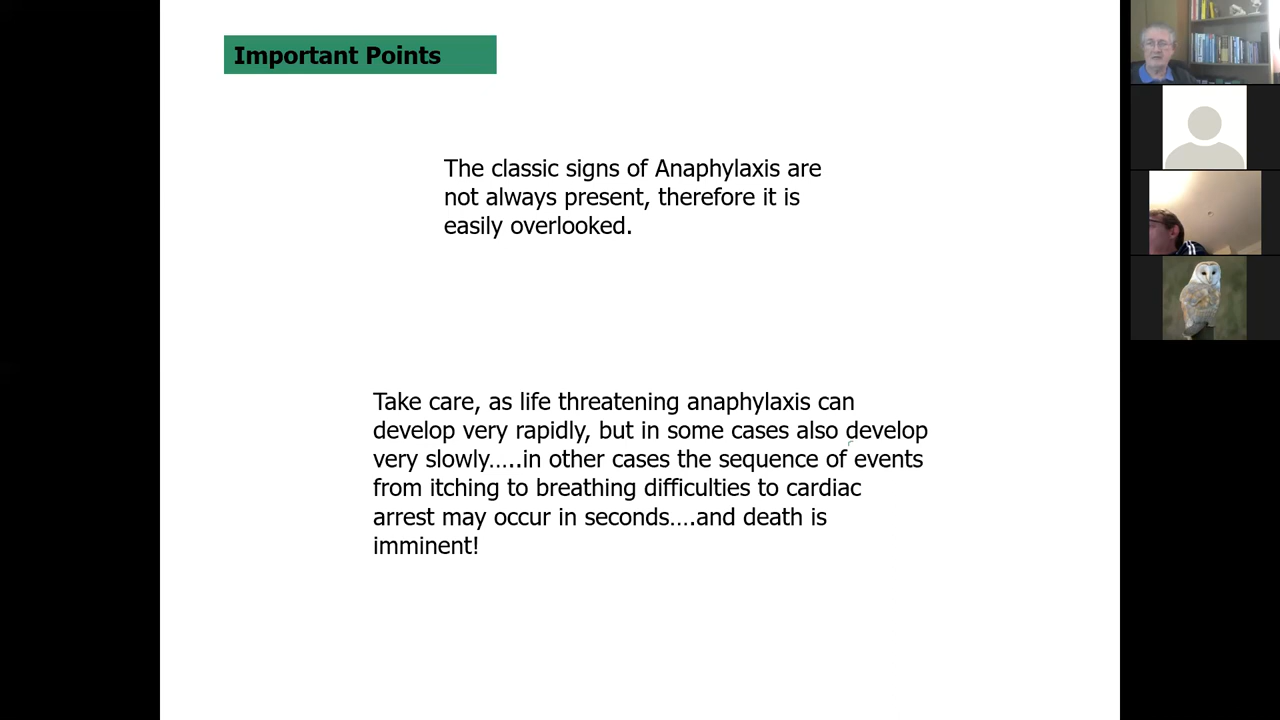 Important Points
The classic signs of Anaphylaxis are
not always present, therefore it is
easily overlooked.
Take care, as life threatening anaphylaxis can
develop very rapidly, but in some cases also develop
very slowly.....in other cases the sequence of events
from itching to breathing difficulties to cardiac
arrest may occur in seconds....and death is
imminent!